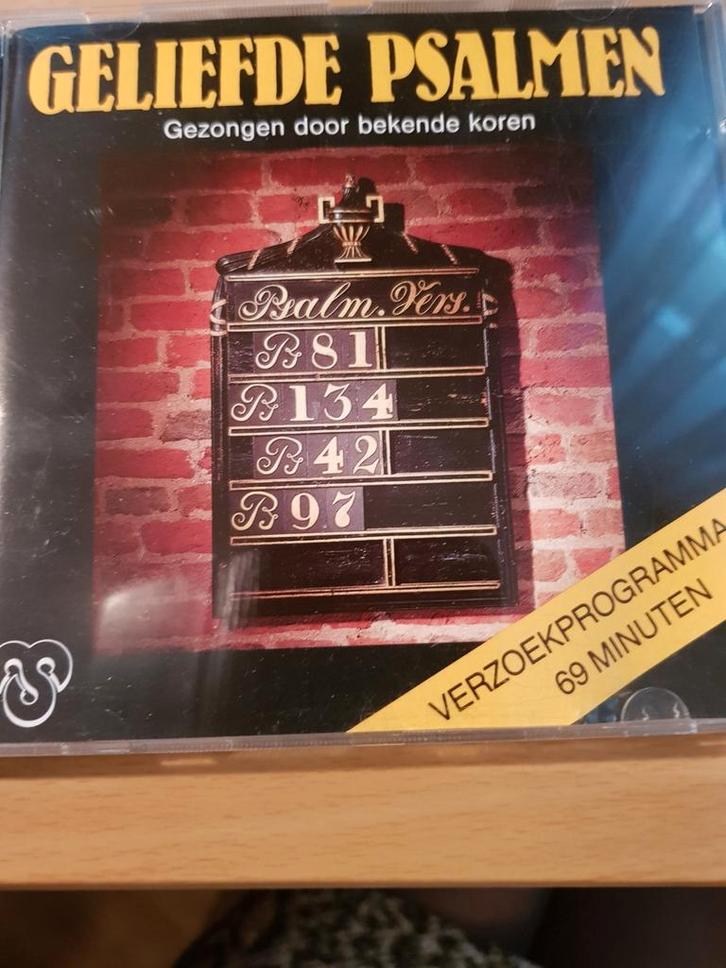 GELIEFDE PSALMEN
Gezongen door bekende koren
Psalm. Vers.
Ps 81
Ps 134
Ps 42
Ps 97
VERZOEKPROGRAMMA
69 MINUTEN